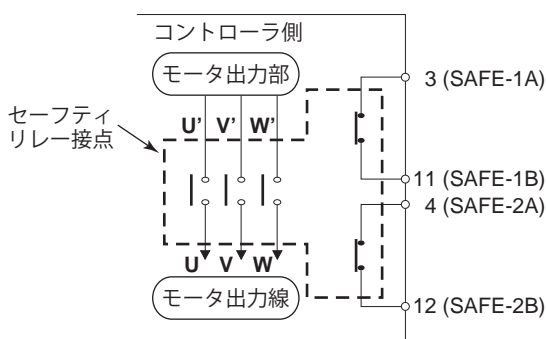 コントローラ側
モータ出力部
3 (SAFE-1A)
セーフティ
リレー接点
U’ V’ W’
11 (SAFE-1B)
4 (SAFE-2A)
U V W
モータ出力線
12 (SAFE-2B)